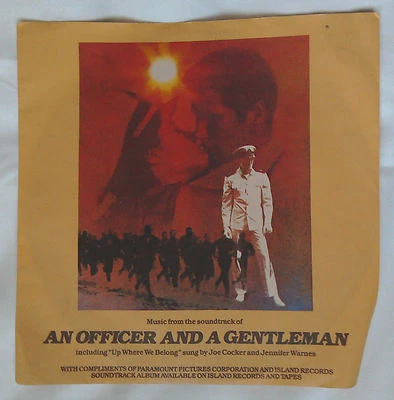 Music from the soundtrack of
AN OFFICER AND A GENTLEMAN
including "Up Where We Belong" sung by Joe Cocker and Jennifer Warnes
WITH COMPLIMENTS OF PARAMOUNT PICTURES CORPORATION AND ISLAND RECORDS
SOUNDTRACK ALBUM AVAILABLE ON ISLAND RECORDS AND TAPES